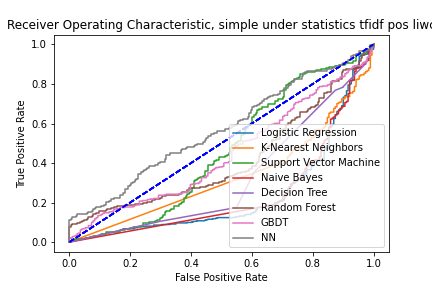 Receiver Operating Characteristic, simple under statistics tfidf pos liwc
1.0
0.8
0.6
0.4
0.2
0.0
True Positive Rate
Logistic Regression
K-Nearest Neighbors
Support Vector Machine
Naive Bayes
Decision Tree
Random Forest
GBDT
NN
0.0 0.2 0.4 0.6 0.8 1.0
False Positive Rate